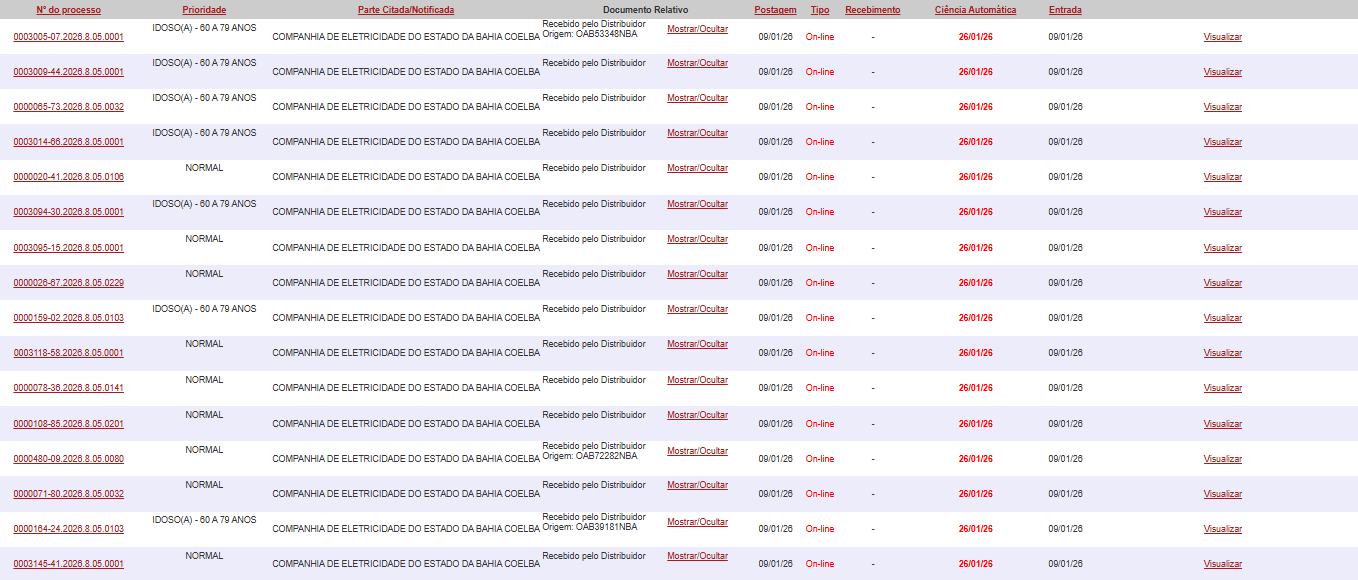 Nº do processo Prioridade Parte Citada/Notificada Documento Relativo Postagem Tipo Recebimento Ciência Automática Entrada
0003005-07.2026.8.05.0001 IDOSO(A) - 60 A 79 ANOS COMPANHIA DE ELETRICIDADE DO ESTADO DA BAHIA COELBA Recebido pelo Distribuidor Origem: OAB53348NBA Mostrar/Ocultar 09/01/26 On-line - 26/01/26 09/01/26 Visualizar
0003009-44.2026.8.05.0001 IDOSO(A) - 60 A 79 ANOS COMPANHIA DE ELETRICIDADE DO ESTADO DA BAHIA COELBA Recebido pelo Distribuidor Mostrar/Ocultar 09/01/26 On-line - 26/01/26 09/01/26 Visualizar
0000065-73.2026.8.05.0032 IDOSO(A) - 60 A 79 ANOS COMPANHIA DE ELETRICIDADE DO ESTADO DA BAHIA COELBA Recebido pelo Distribuidor Mostrar/Ocultar 09/01/26 On-line - 26/01/26 09/01/26 Visualizar
0003014-66.2026.8.05.0001 IDOSO(A) - 60 A 79 ANOS COMPANHIA DE ELETRICIDADE DO ESTADO DA BAHIA COELBA Recebido pelo Distribuidor Mostrar/Ocultar 09/01/26 On-line - 26/01/26 09/01/26 Visualizar
0000020-41.2026.8.05.0106 NORMAL COMPANHIA DE ELETRICIDADE DO ESTADO DA BAHIA COELBA Recebido pelo Distribuidor Mostrar/Ocultar 09/01/26 On-line - 26/01/26 09/01/26 Visualizar
0003094-30.2026.8.05.0001 IDOSO(A) - 60 A 79 ANOS COMPANHIA DE ELETRICIDADE DO ESTADO DA BAHIA COELBA Recebido pelo Distribuidor Mostrar/Ocultar 09/01/26 On-line - 26/01/26 09/01/26 Visualizar
0003095-15.2026.8.05.0001 NORMAL COMPANHIA DE ELETRICIDADE DO ESTADO DA BAHIA COELBA Recebido pelo Distribuidor Mostrar/Ocultar 09/01/26 On-line - 26/01/26 09/01/26 Visualizar
0000026-67.2026.8.05.0229 NORMAL COMPANHIA DE ELETRICIDADE DO ESTADO DA BAHIA COELBA Recebido pelo Distribuidor Mostrar/Ocultar 09/01/26 On-line - 26/01/26 09/01/26 Visualizar
0000159-02.2026.8.05.0103 IDOSO(A) - 60 A 79 ANOS COMPANHIA DE ELETRICIDADE DO ESTADO DA BAHIA COELBA Recebido pelo Distribuidor Mostrar/Ocultar 09/01/26 On-line - 26/01/26 09/01/26 Visualizar
0003118-58.2026.8.05.0001 NORMAL COMPANHIA DE ELETRICIDADE DO ESTADO DA BAHIA COELBA Recebido pelo Distribuidor Mostrar/Ocultar 09/01/26 On-line - 26/01/26 09/01/26 Visualizar
0000078-36.2026.8.05.0141 NORMAL COMPANHIA DE ELETRICIDADE DO ESTADO DA BAHIA COELBA Recebido pelo Distribuidor Mostrar/Ocultar 09/01/26 On-line - 26/01/26 09/01/26 Visualizar
0000108-85.2026.8.05.0201 NORMAL COMPANHIA DE ELETRICIDADE DO ESTADO DA BAHIA COELBA Recebido pelo Distribuidor Mostrar/Ocultar 09/01/26 On-line - 26/01/26 09/01/26 Visualizar
0000480-09.2026.8.05.0080 NORMAL COMPANHIA DE ELETRICIDADE DO ESTADO DA BAHIA COELBA Recebido pelo Distribuidor Origem: OAB72282NBA Mostrar/Ocultar 09/01/26 On-line - 26/01/26 09/01/26 Visualizar
0000071-80.2026.8.05.0032 NORMAL COMPANHIA DE ELETRICIDADE DO ESTADO DA BAHIA COELBA Recebido pelo Distribuidor Mostrar/Ocultar 09/01/26 On-line - 26/01/26 09/01/26 Visualizar
0000164-24.2026.8.05.0103 IDOSO(A) - 60 A 79 ANOS COMPANHIA DE ELETRICIDADE DO ESTADO DA BAHIA COELBA Recebido pelo Distribuidor Origem: OAB39181NBA Mostrar/Ocultar 09/01/26 On-line - 26/01/26 09/01/26 Visualizar
0003145-41.2026.8.05.0001 NORMAL COMPANHIA DE ELETRICIDADE DO ESTADO DA BAHIA COELBA Recebido pelo Distribuidor Mostrar/Ocultar 09/01/26 On-line - 26/01/26 09/01/26 Visualizar